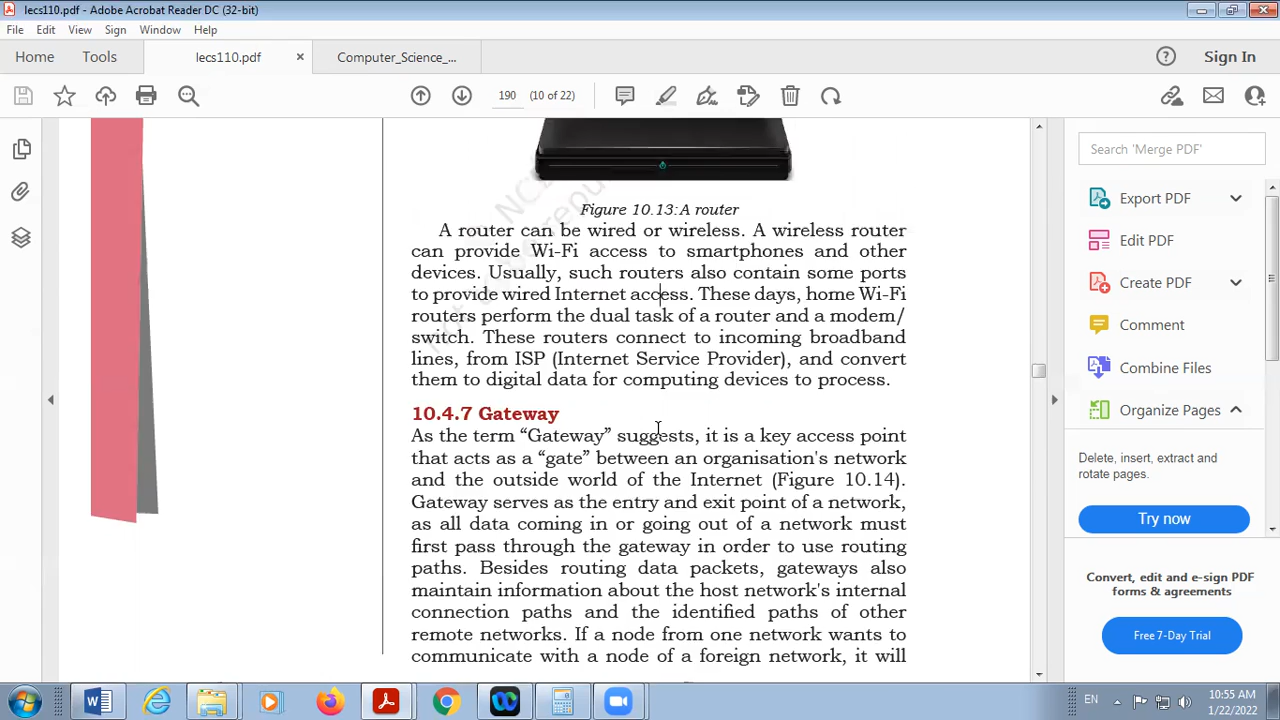 lecs110.pdf - Adobe Acrobat Reader DC (32-bit)
File Edit View Sign Window Help
Home Tools lecs110.pdf × Computer_Science_... ? Sign In
190 (10 of 22)
Search 'Merge PDF'
Export PDF
Edit PDF
Create PDF
Comment
Combine Files
Organize Pages
Delete, insert, extract and
rotate pages.
Try now
Convert, edit and e-sign PDF
forms & agreements
Free 7-Day Trial
Figure 10.13:A router
A router can be wired or wireless. A wireless router
can provide Wi-Fi access to smartphones and other
devices. Usually, such routers also contain some ports
to provide wired Internet access. These days, home Wi-Fi
routers perform the dual task of a router and a modem/
switch. These routers connect to incoming broadband
lines, from ISP (Internet Service Provider), and convert
them to digital data for computing devices to process.
10.4.7 Gateway
As the term “Gateway” suggests, it is a key access point
that acts as a “gate” between an organisation's network
and the outside world of the Internet (Figure 10.14).
Gateway serves as the entry and exit point of a network,
as all data coming in or going out of a network must
first pass through the gateway in order to use routing
paths. Besides routing data packets, gateways also
maintain information about the host network's internal
connection paths and the identified paths of other
remote networks. If a node from one network wants to
communicate with a node of a foreign network, it will
EN
10:55 AM
1/22/2022